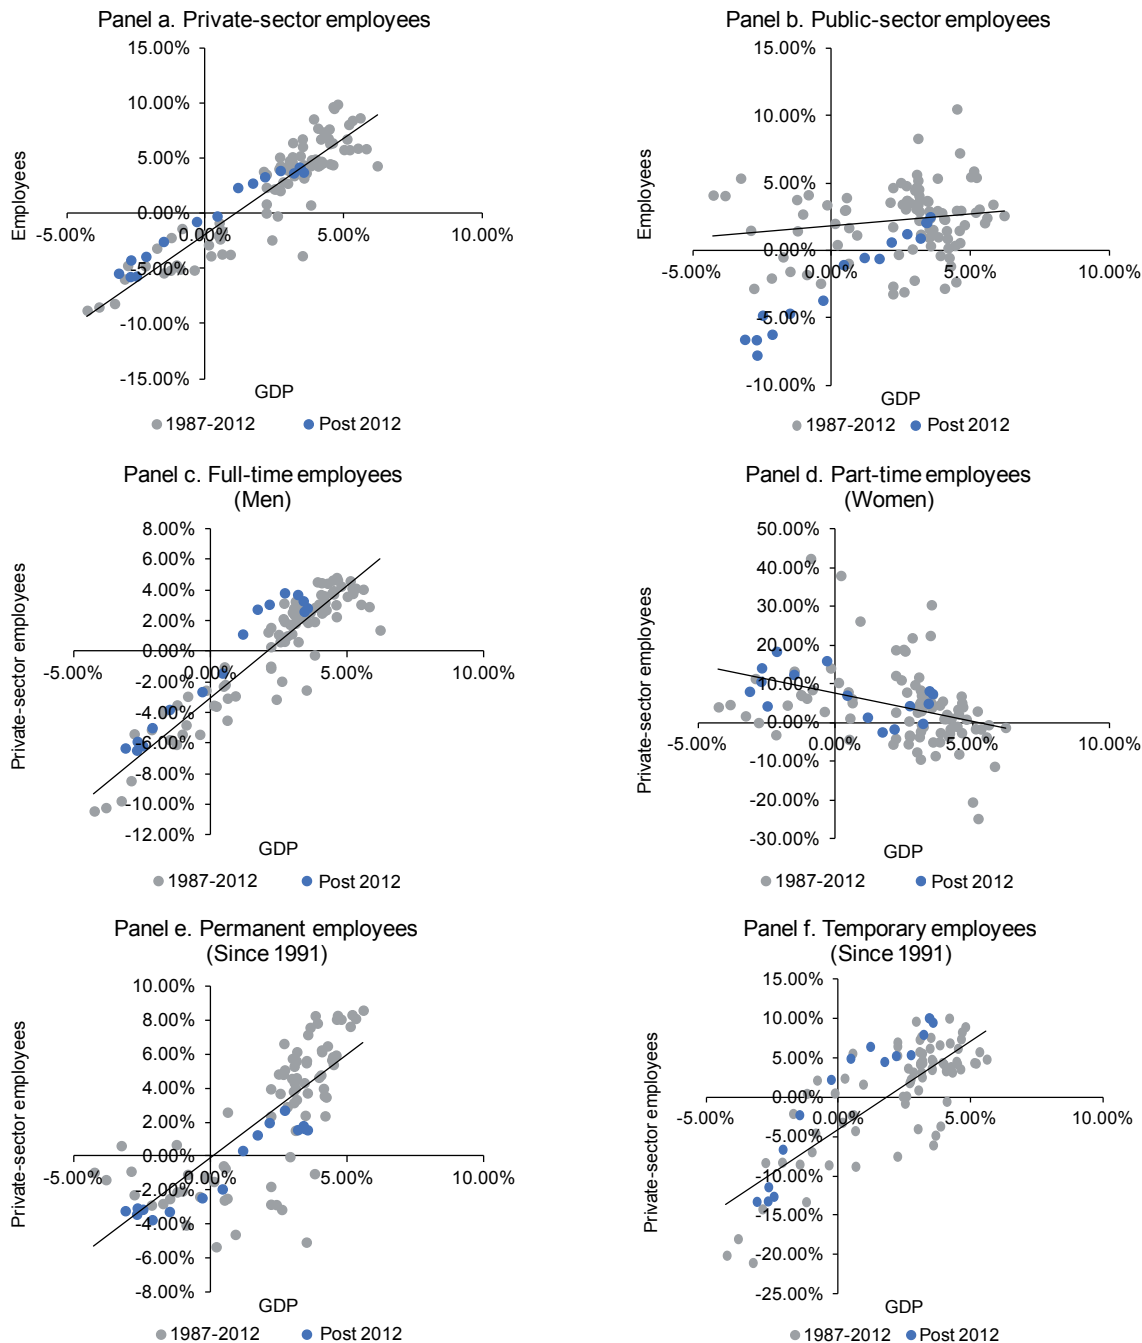 Panel a. Private-sector employees
15.00%
10.00%
5.00%
0.00%
-5.00%
-10.00%
-15.00%
-5.00%
0.00%
5.00%
10.00%
Employees
GDP
1987-2012
Post 2012
Panel b. Public-sector employees
15.00%
10.00%
5.00%
0.00%
-5.00%
-10.00%
-5.00%
0.00%
5.00%
10.00%
Employees
GDP
1987-2012
Post 2012
Panel c. Full-time employees
(Men)
8.00%
6.00%
4.00%
2.00%
0.00%
-2.00%
-4.00%
-6.00%
-8.00%
-10.00%
-12.00%
-5.00%
0.00%
5.00%
10.00%
Private-sector employees
GDP
1987-2012
Post 2012
Panel d. Part-time employees
(Women)
50.00%
40.00%
30.00%
20.00%
10.00%
0.00%
-10.00%
-20.00%
-30.00%
-5.00%
0.00%
5.00%
10.00%
Private-sector employees
GDP
1987-2012
Post 2012
Panel e. Permanent employees
(Since 1991)
10.00%
8.00%
6.00%
4.00%
2.00%
0.00%
-2.00%
-4.00%
-6.00%
-8.00%
-5.00%
0.00%
5.00%
10.00%
Private-sector employees
GDP
1987-2012
Post 2012
Panel f. Temporary employees
(Since 1991)
15.00%
10.00%
5.00%
0.00%
-5.00%
-10.00%
-15.00%
-20.00%
-25.00%
-5.00%
0.00%
5.00%
10.00%
Private-sector employees
GDP
1987-2012
Post 2012